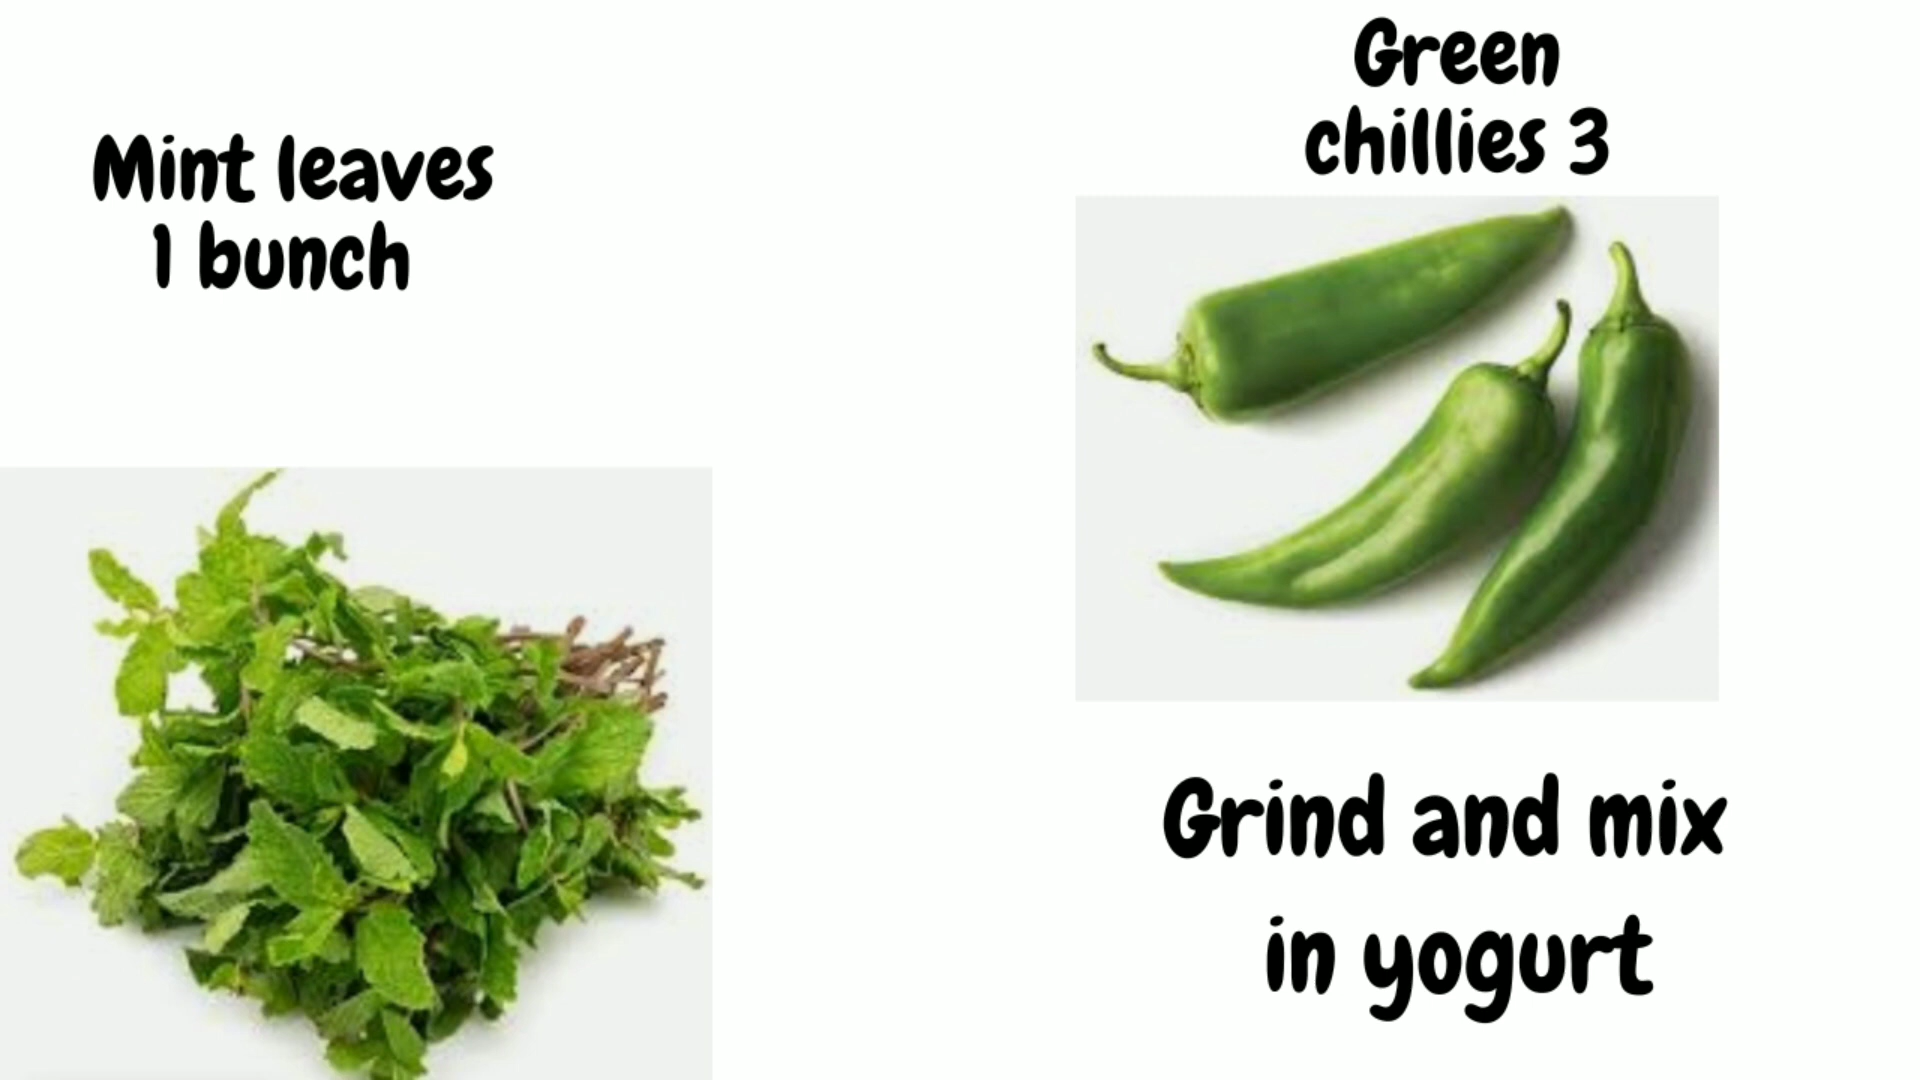 Mint leaves
1 bunch
Green
chillies 3
Grind and mix
in yogurt